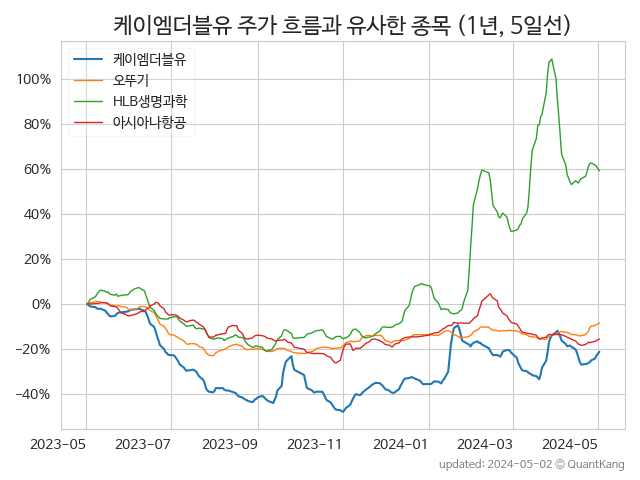 케이엠더블유 주가 흐름과 유사한 종목 (1년, 5일선)
케이엠더블유
오뚜기
HLB생명과학
아시아나항공
100%
80%
60%
40%
20%
0%
−20%
−40%
2023-05 2023-07 2023-09 2023-11 2024-01 2024-03 2024-05
updated: 2024-05-02 © QuantKang